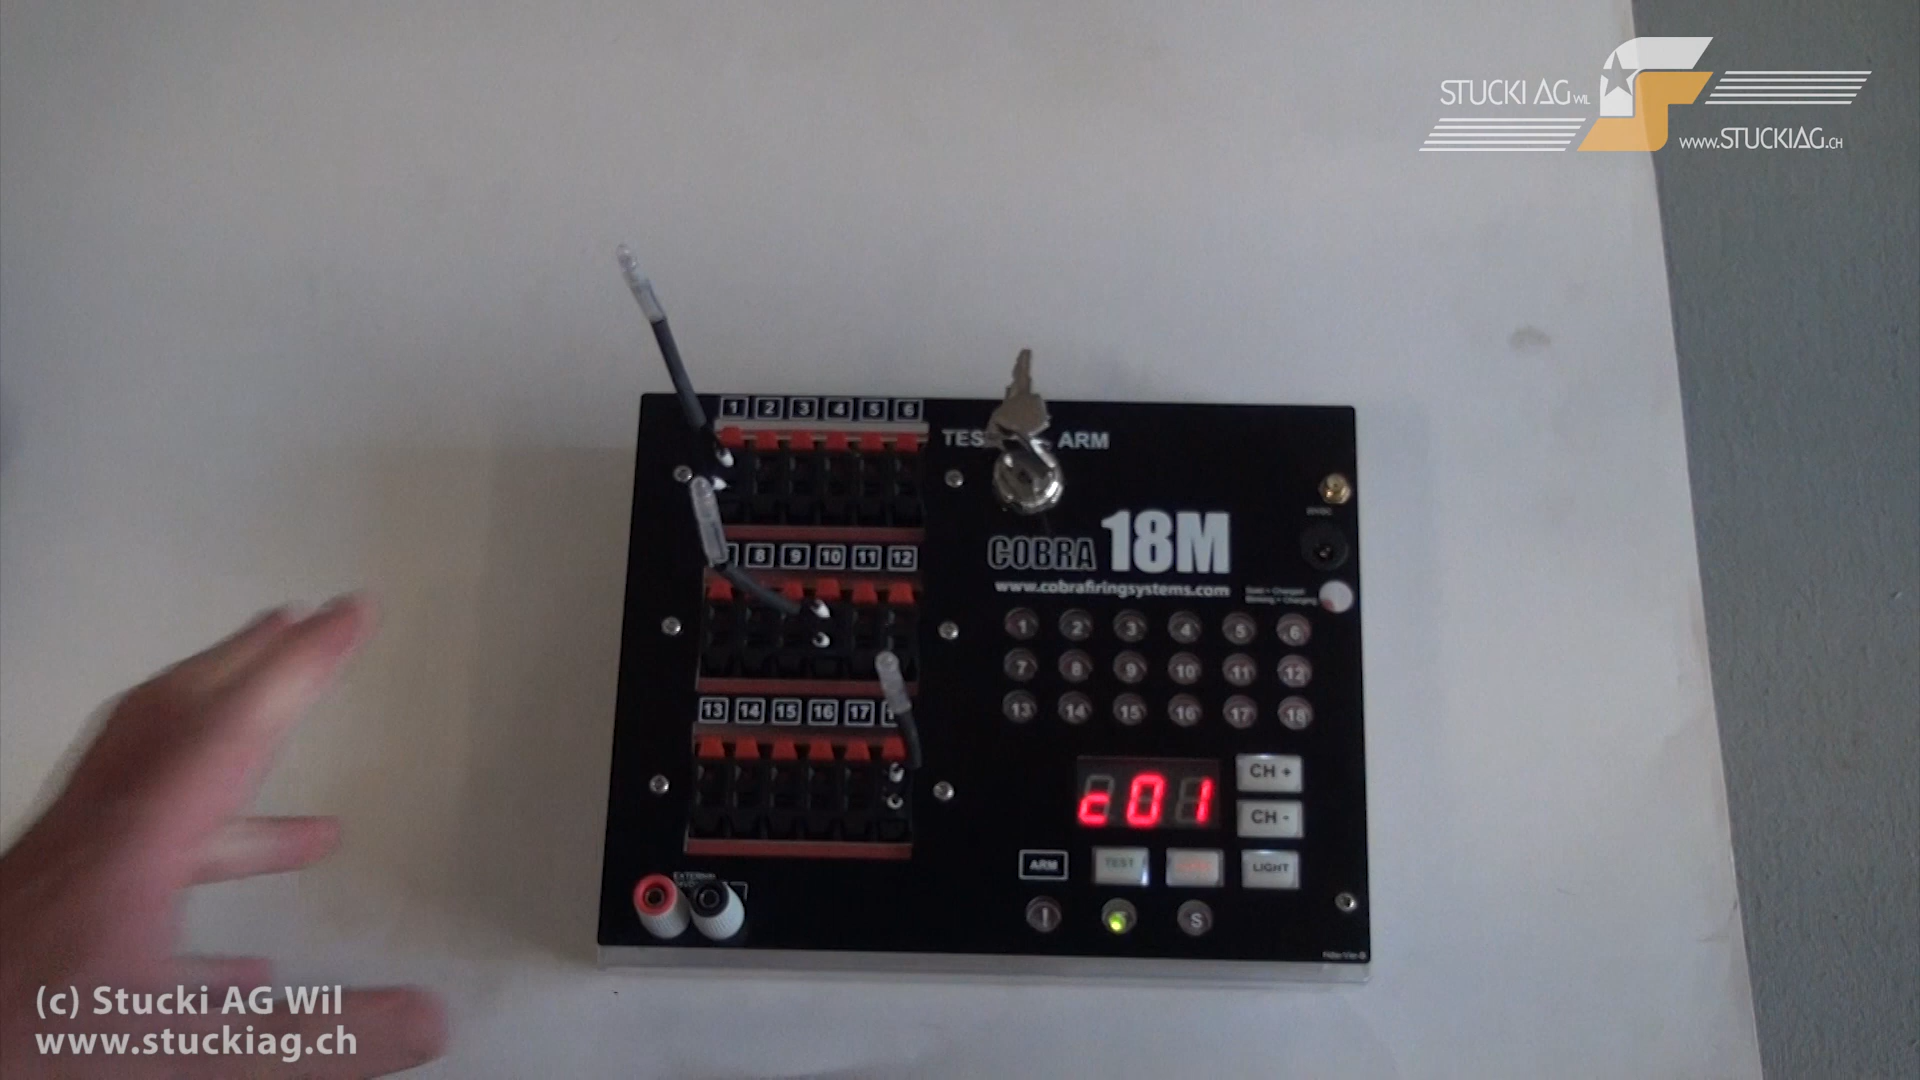 STUCKI AG WIL
www.STUCKIAG.CH
1 2 3 4 5 6
TES ARM
COBRA 18M
www.cobrafiringsystems.com
8 9 10 11 12
1 2 3 4 5 6
7 8 9 10 11 12
13 14 15 16 17 18
13 14 15 16 17
c01
CH +
CH -
ARM TEST LIGHT
! S
(c) Stucki AG Wil
www.stuckiag.ch